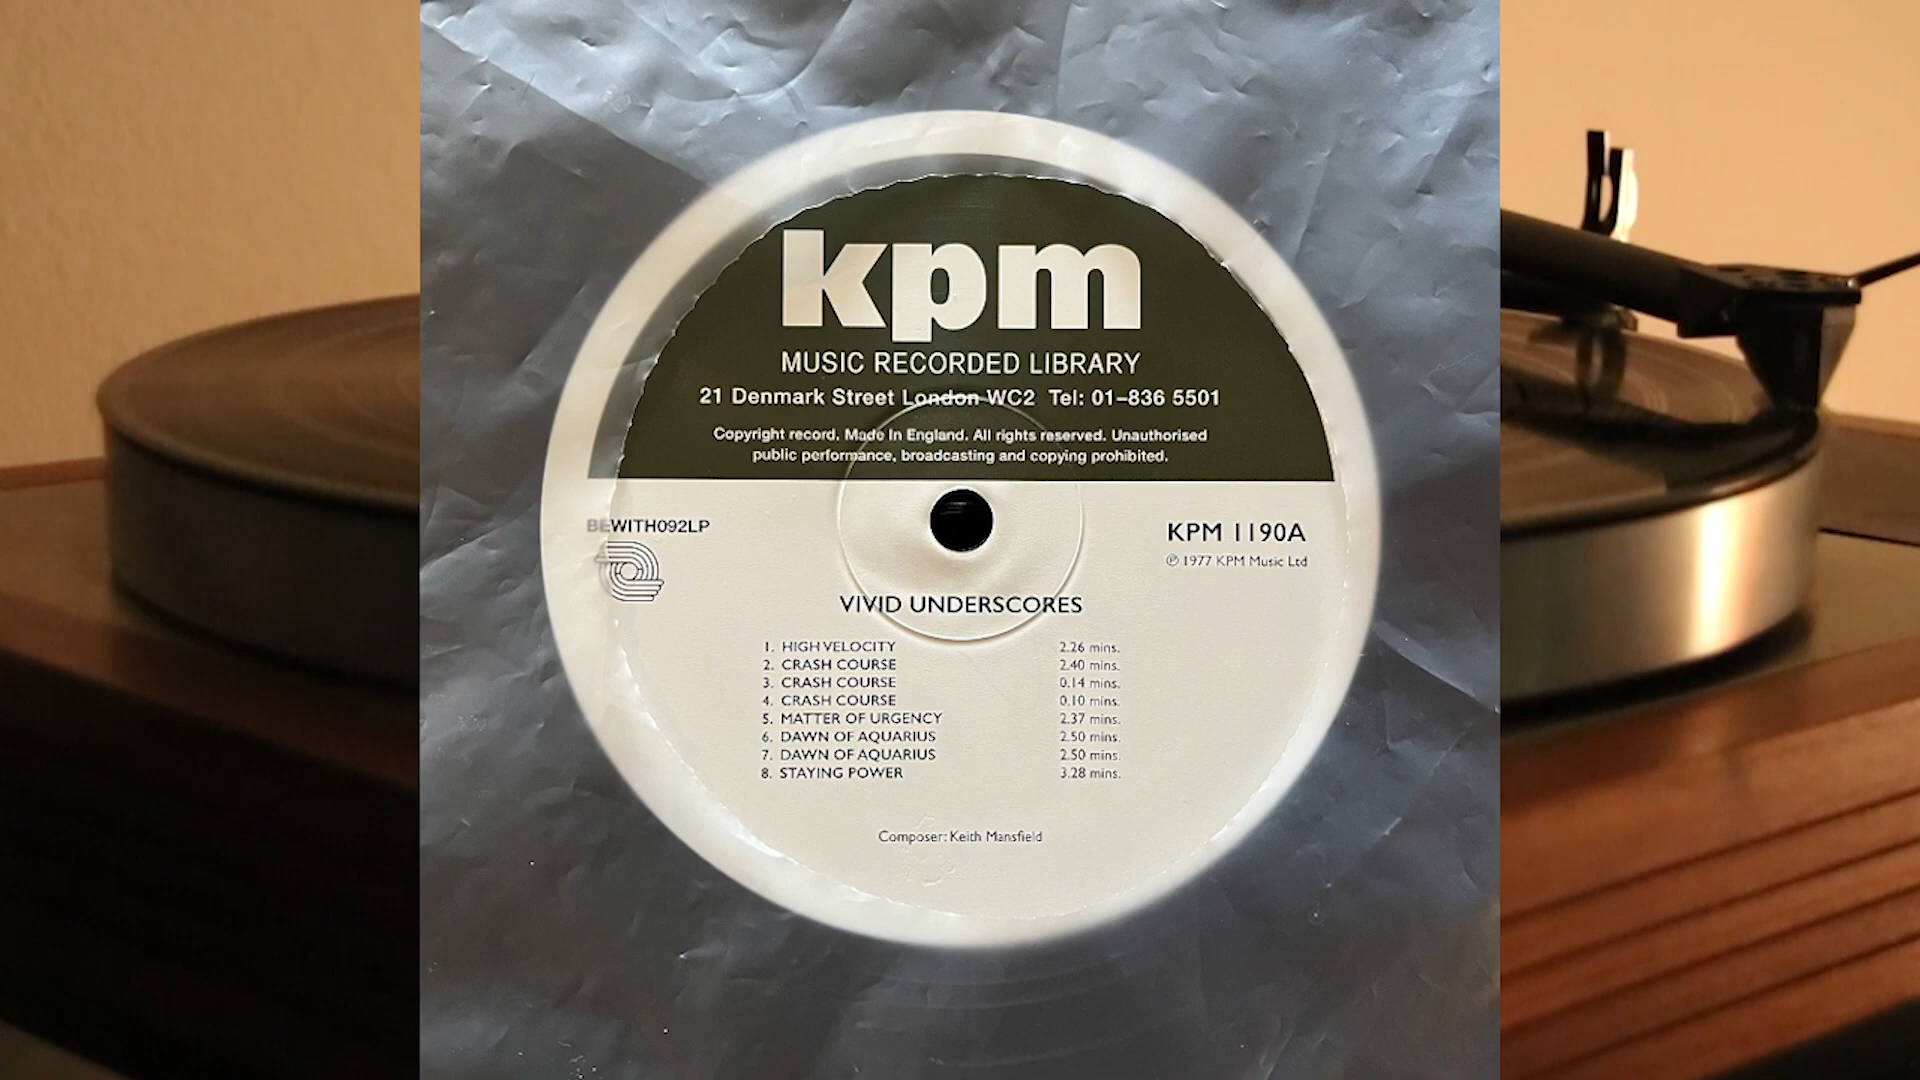 kpm
MUSIC RECORDED LIBRARY
21 Denmark Street London WC2 Tel: 01-836 5501
Copyright record. Made In England. All rights reserved. Unauthorised
public performance, broadcasting and copying prohibited.
BEWITH092LP
KPM 1190A
℗ 1977 KPM Music Ltd
VIVID UNDERSCORES
1. HIGH VELOCITY 2.26 mins.
2. CRASH COURSE 2.40 mins.
3. CRASH COURSE 0.14 mins.
4. CRASH COURSE 0.10 mins.
5. MATTER OF URGENCY 2.37 mins.
6. DAWN OF AQUARIUS 2.50 mins.
7. DAWN OF AQUARIUS 2.50 mins.
8. STAYING POWER 3.28 mins.
Composer: Keith Mansfield